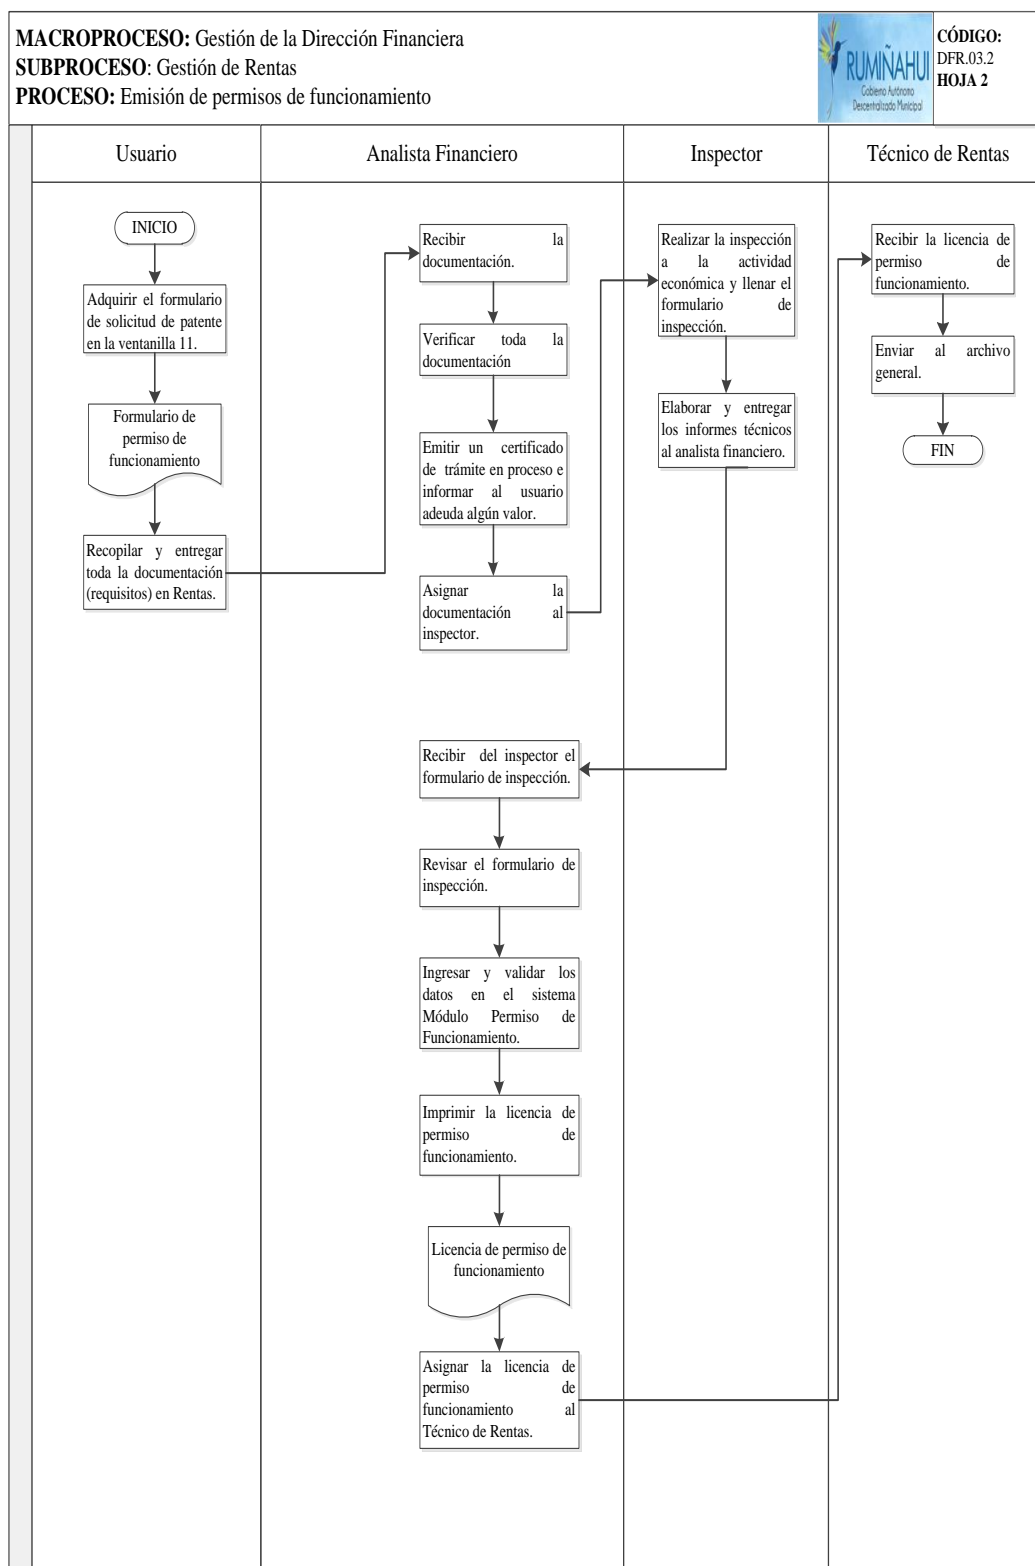 MACROPROCESO: Gestión de la Dirección Financiera
SUBPROCESO: Gestión de Rentas
PROCESO: Emisión de permisos de funcionamiento
RUMIÑAHUI
Gobierno Autónomo
Descentralizado Municipal
CÓDIGO:
DFR.03.2
HOJA 2
Usuario
Analista Financiero
Inspector
Técnico de Rentas
INICIO
Adquirir el formulario
de solicitud de patente
en la ventanilla 11.
Formulario de
permiso de
funcionamiento
Recopilar y entregar
toda la documentación
(requisitos) en Rentas.
Recibir la
documentación.
Verificar toda la
documentación
Emitir un certificado
de trámite en proceso e
informar al usuario
adeuda algún valor.
Asignar la
documentación al
inspector.
Realizar la inspección
a la actividad
económica y llenar el
formulario de
inspección.
Elaborar y entregar
los informes técnicos
al analista financiero.
Recibir del inspector el
formulario de inspección.
Revisar el formulario de
inspección.
Ingresar y validar los
datos en el sistema
Módulo Permiso de
Funcionamiento.
Imprimir la licencia de
permiso de
funcionamiento.
Licencia de permiso de
funcionamiento
Asignar la licencia de
permiso de
funcionamiento al
Técnico de Rentas.
Recibir la licencia de
permiso de
funcionamiento.
Enviar al archivo
general.
FIN